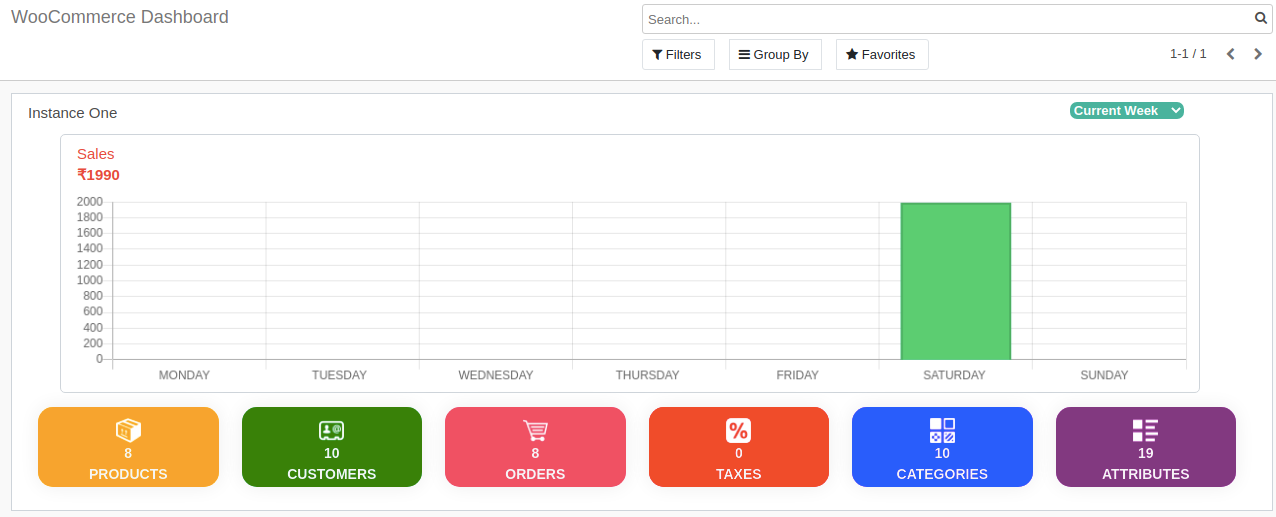 WooCommerce Dashboard
Search...
Filters
Group By
Favorites
1-1 / 1
Instance One
Current Week
Sales
₹1990
2000
1800
1600
1400
1200
1000
800
600
400
200
0
MONDAY TUESDAY WEDNESDAY THURSDAY FRIDAY SATURDAY SUNDAY
8
PRODUCTS
10
CUSTOMERS
8
ORDERS
%
0
TAXES
10
CATEGORIES
19
ATTRIBUTES